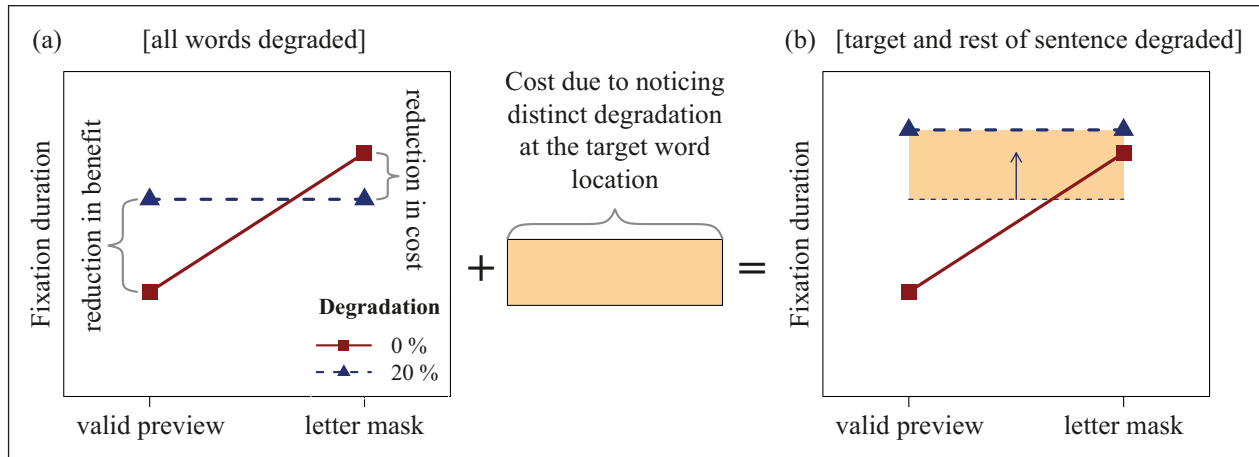 (a)
[all words degraded]
Fixation duration
reduction in benefit
reduction in cost
Degradation
0 %
20 %
valid preview
letter mask
+
Cost due to noticing
distinct degradation
at the target word
location
=
(b)
[target and rest of sentence degraded]
Fixation duration
valid preview
letter mask